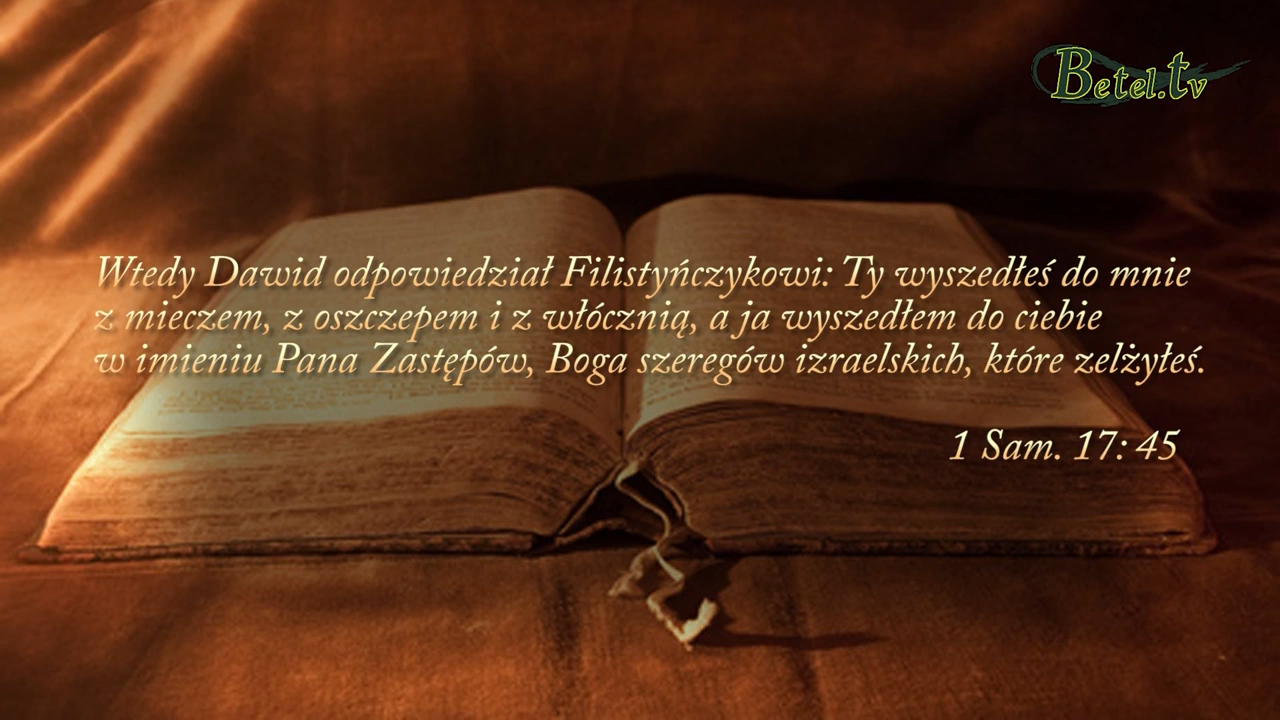 Betel.tv
Wtedy Dawid odpowiedział Filistyńczykowi: Ty wyszedłeś do mnie
z mieczem, z oszczepem i z włócznią, a ja wyszedłem do ciebie
w imieniu Pana Zastępów, Boga szeregów izraelskich, które zelżyłeś.
1 Sam. 17: 45